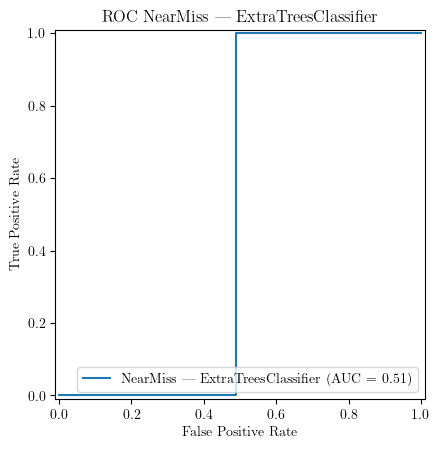 ROC NearMiss — ExtraTreesClassifier
True Positive Rate
1.0
0.8
0.6
0.4
0.2
0.0
NearMiss — ExtraTreesClassifier (AUC = 0.51)
0.0 0.2 0.4 0.6 0.8 1.0
False Positive Rate